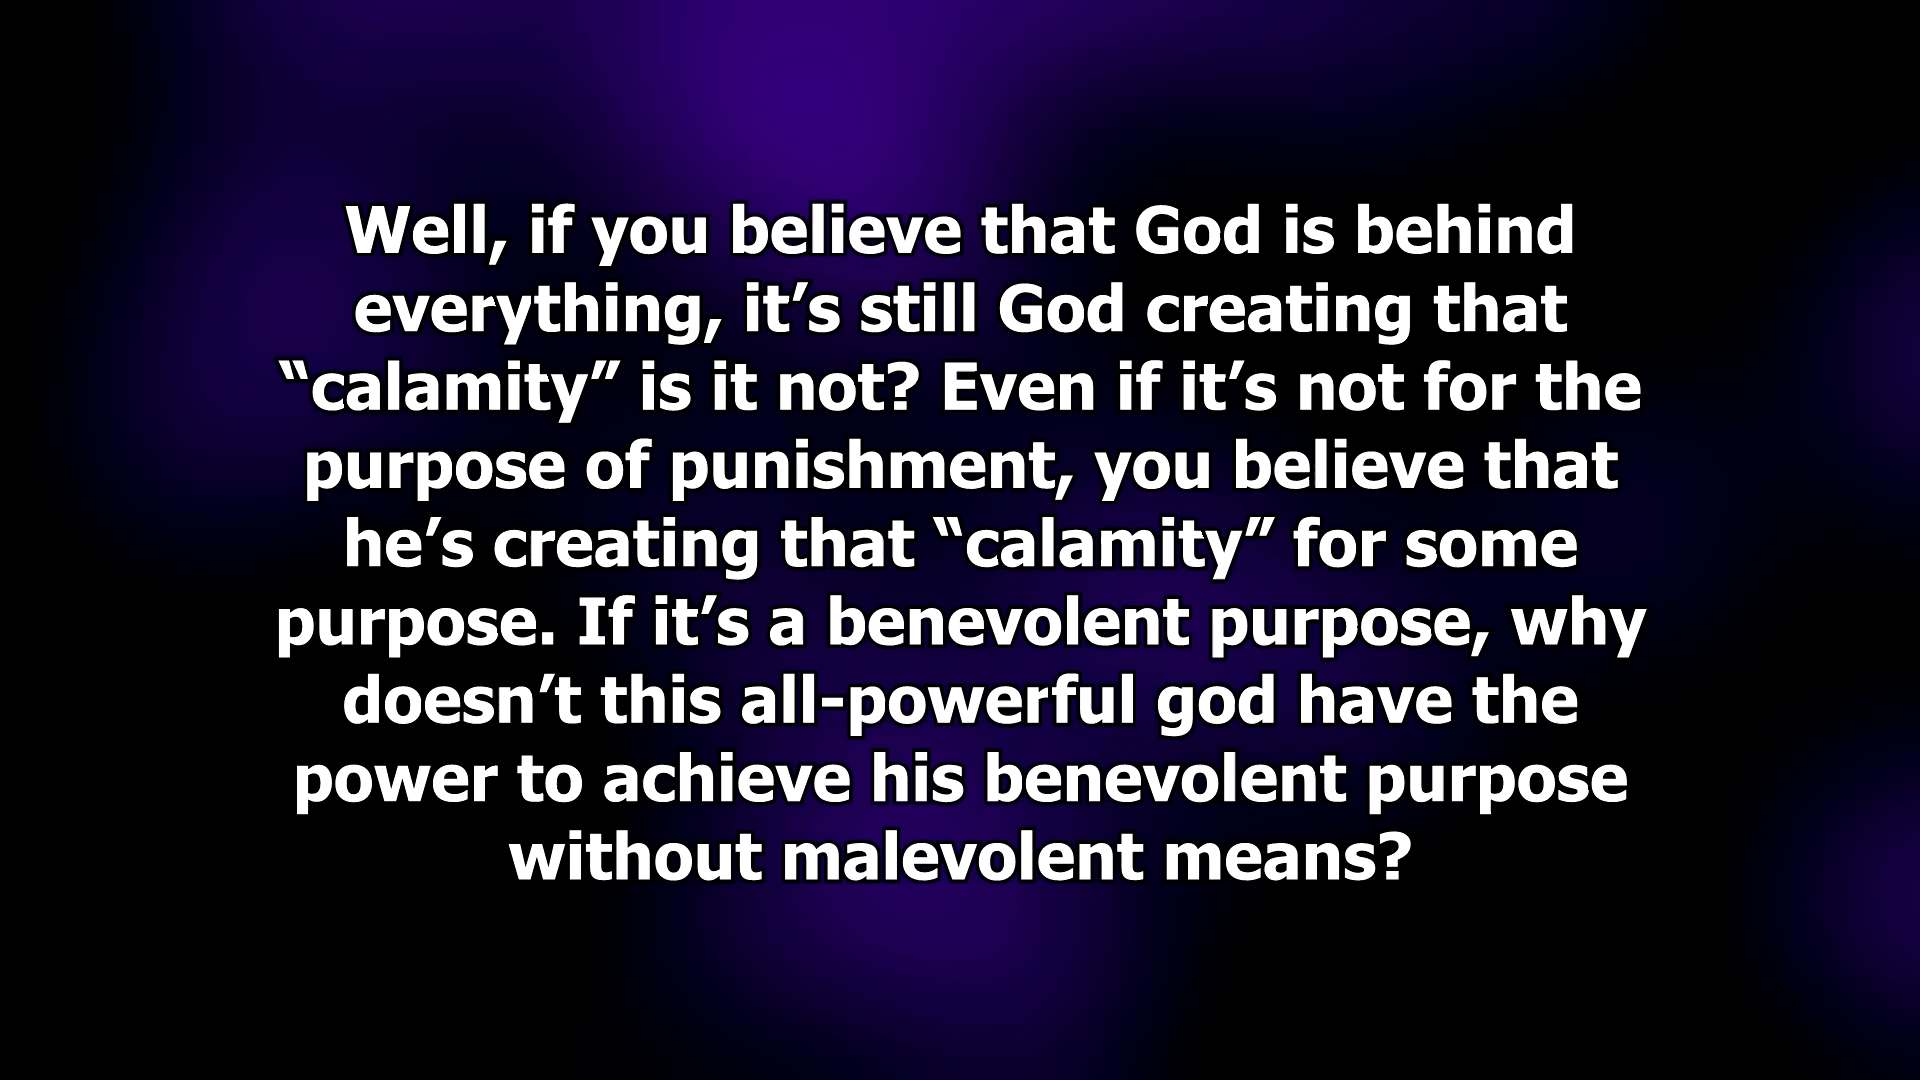 Well, if you believe that God is behind
everything, it’s still God creating that
“calamity” is it not? Even if it’s not for the
purpose of punishment, you believe that
he’s creating that “calamity” for some
purpose. If it’s a benevolent purpose, why
doesn’t this all-powerful god have the
power to achieve his benevolent purpose
without malevolent means?